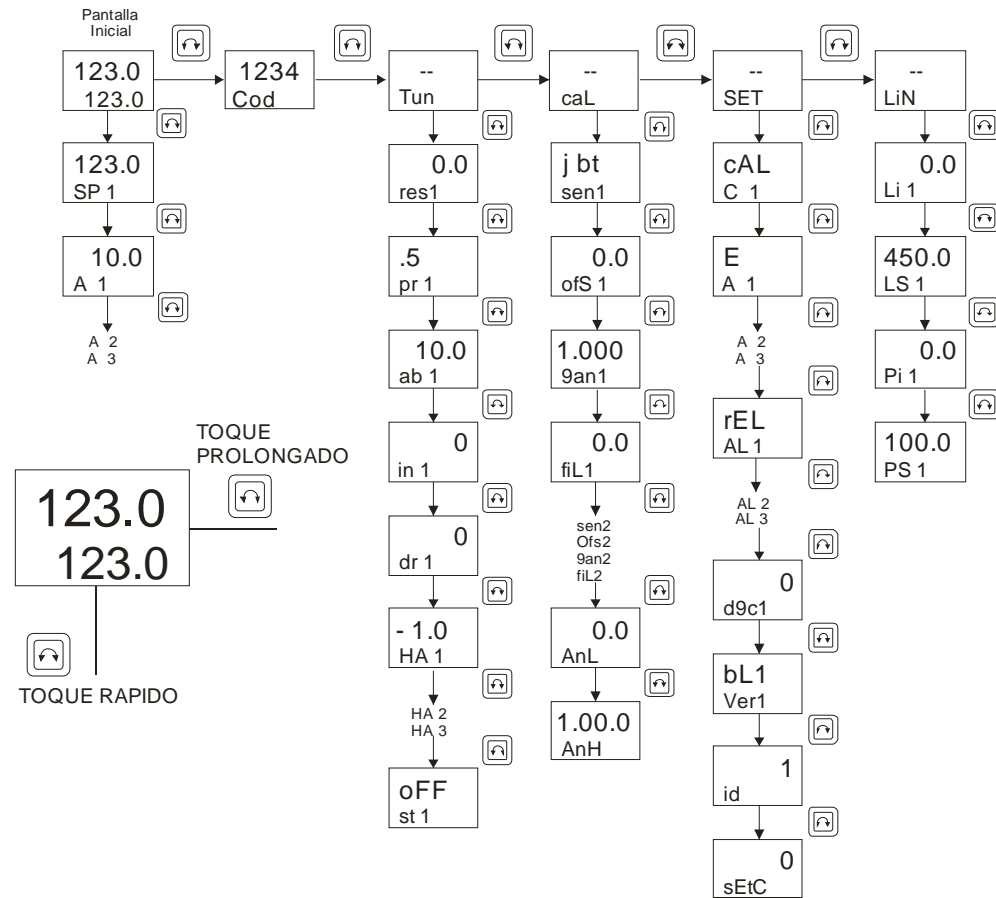 Pantalla
Inicial
123.0
123.0
SP 1
123.0
A 1
10.0
A 2
A 3
1234
Cod
--
Tun
0.0
res1
.5
pr 1
10.0
ab 1
0
in 1
0
dr 1
- 1.0
HA 1
HA 2
HA 3
oFF
st 1
--
caL
j bt
sen1
0.0
ofS 1
1.000
9an1
0.0
fiL1
sen2
Ofs2
9an2
fiL2
0.0
AnL
1.00.0
AnH
--
SET
cAL
C 1
E
A 1
A 2
A 3
rEL
AL 1
AL 2
AL 3
0
d9c1
bL1
Ver1
1
id
0
sEtC
--
LiN
0.0
Li 1
450.0
LS 1
0.0
Pi 1
100.0
PS 1
TOQUE
PROLONGADO
123.0
123.0
TOQUE RAPIDO